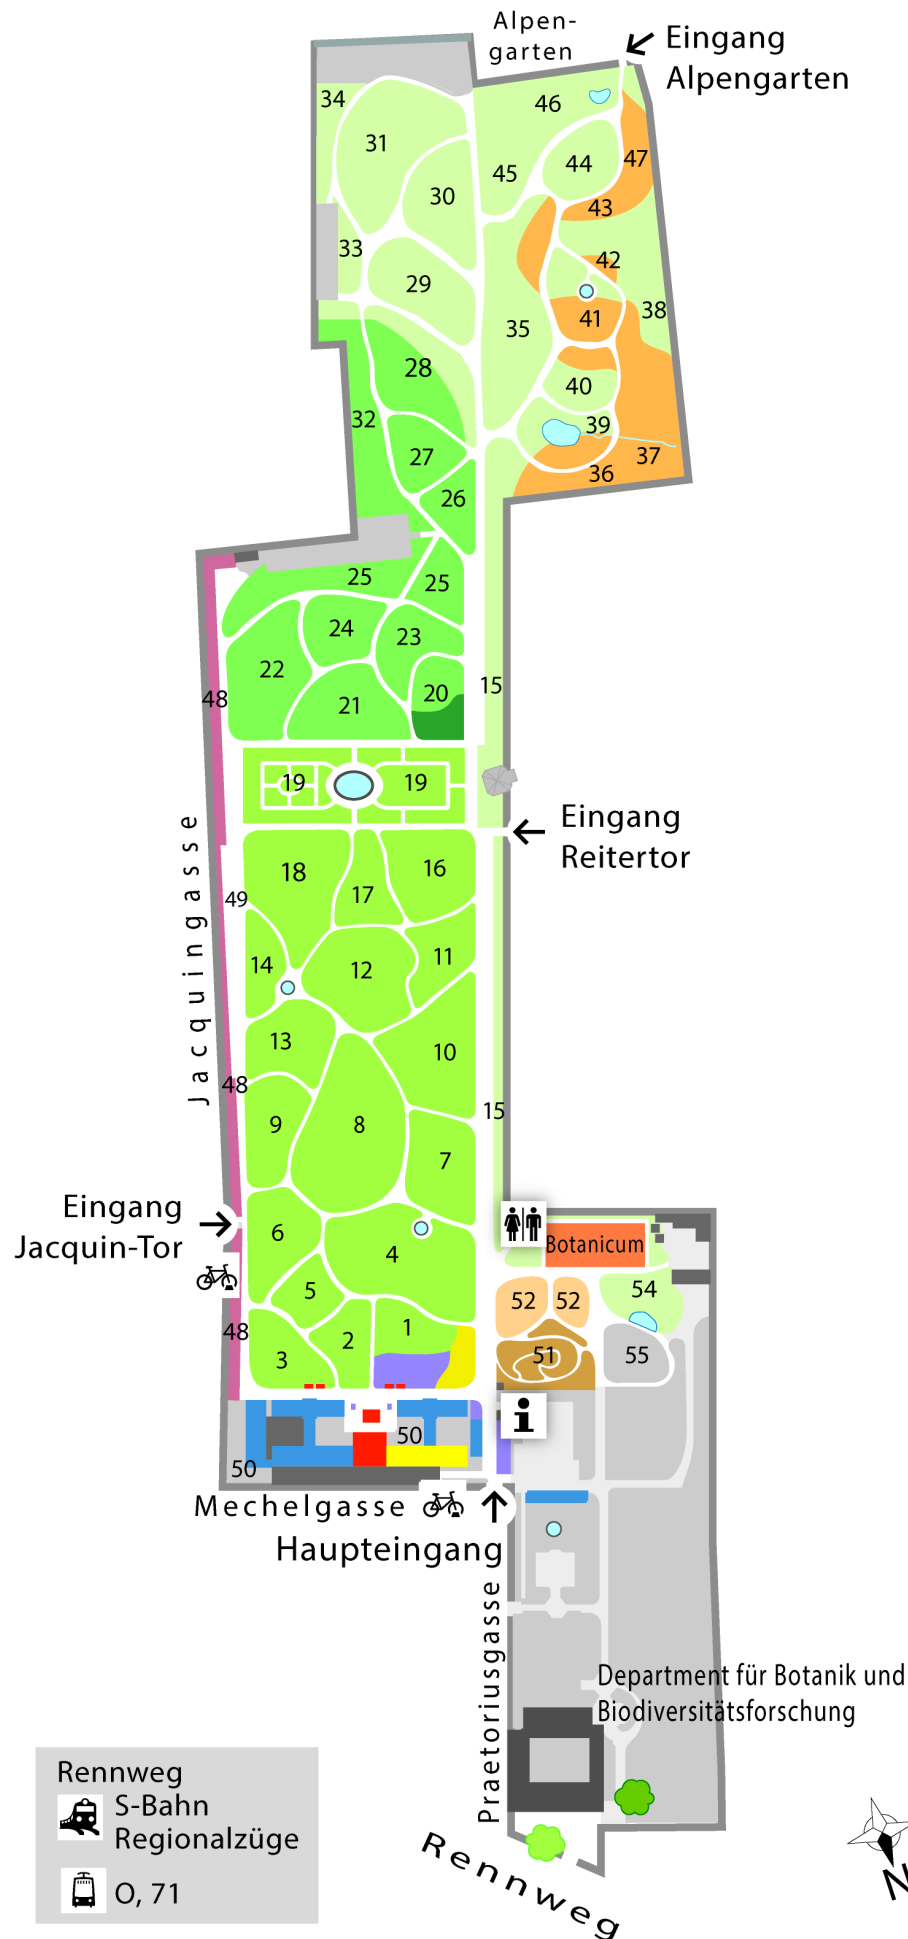 Alpen-
garten
Eingang
Alpengarten
34
46
31
44
47
45
30
43
33
42
29
38
35
41
28
40
32
39
27
37
36
26
25
25
24
23
22
20
48
21
15
19
19
Eingang
Reitertor
Jacquingasse
18
16
17
49
11
14
12
13
10
48
9
8
15
7
Eingang
Jacquin-Tor
6
4
Botanicum
5
54
52
52
48
1
2
3
51
55
50
50
Mechelgasse
Haupteingang
Praetoriusgasse
Department für Botanik und
Biodiversitätsforschung
Rennweg
Rennweg
S-Bahn
Regionalzüge
O, 71
N